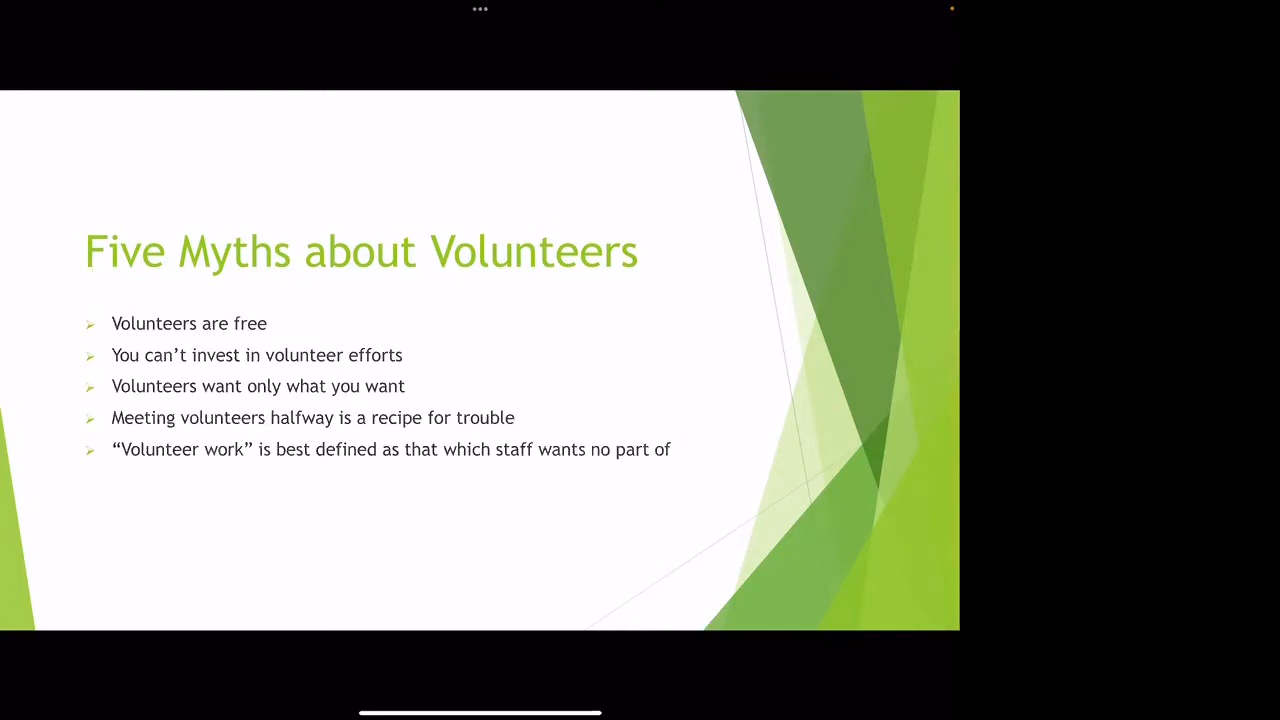 Five Myths about Volunteers
Volunteers are free
You can’t invest in volunteer efforts
Volunteers want only what you want
Meeting volunteers halfway is a recipe for trouble
“Volunteer work” is best defined as that which staff wants no part of